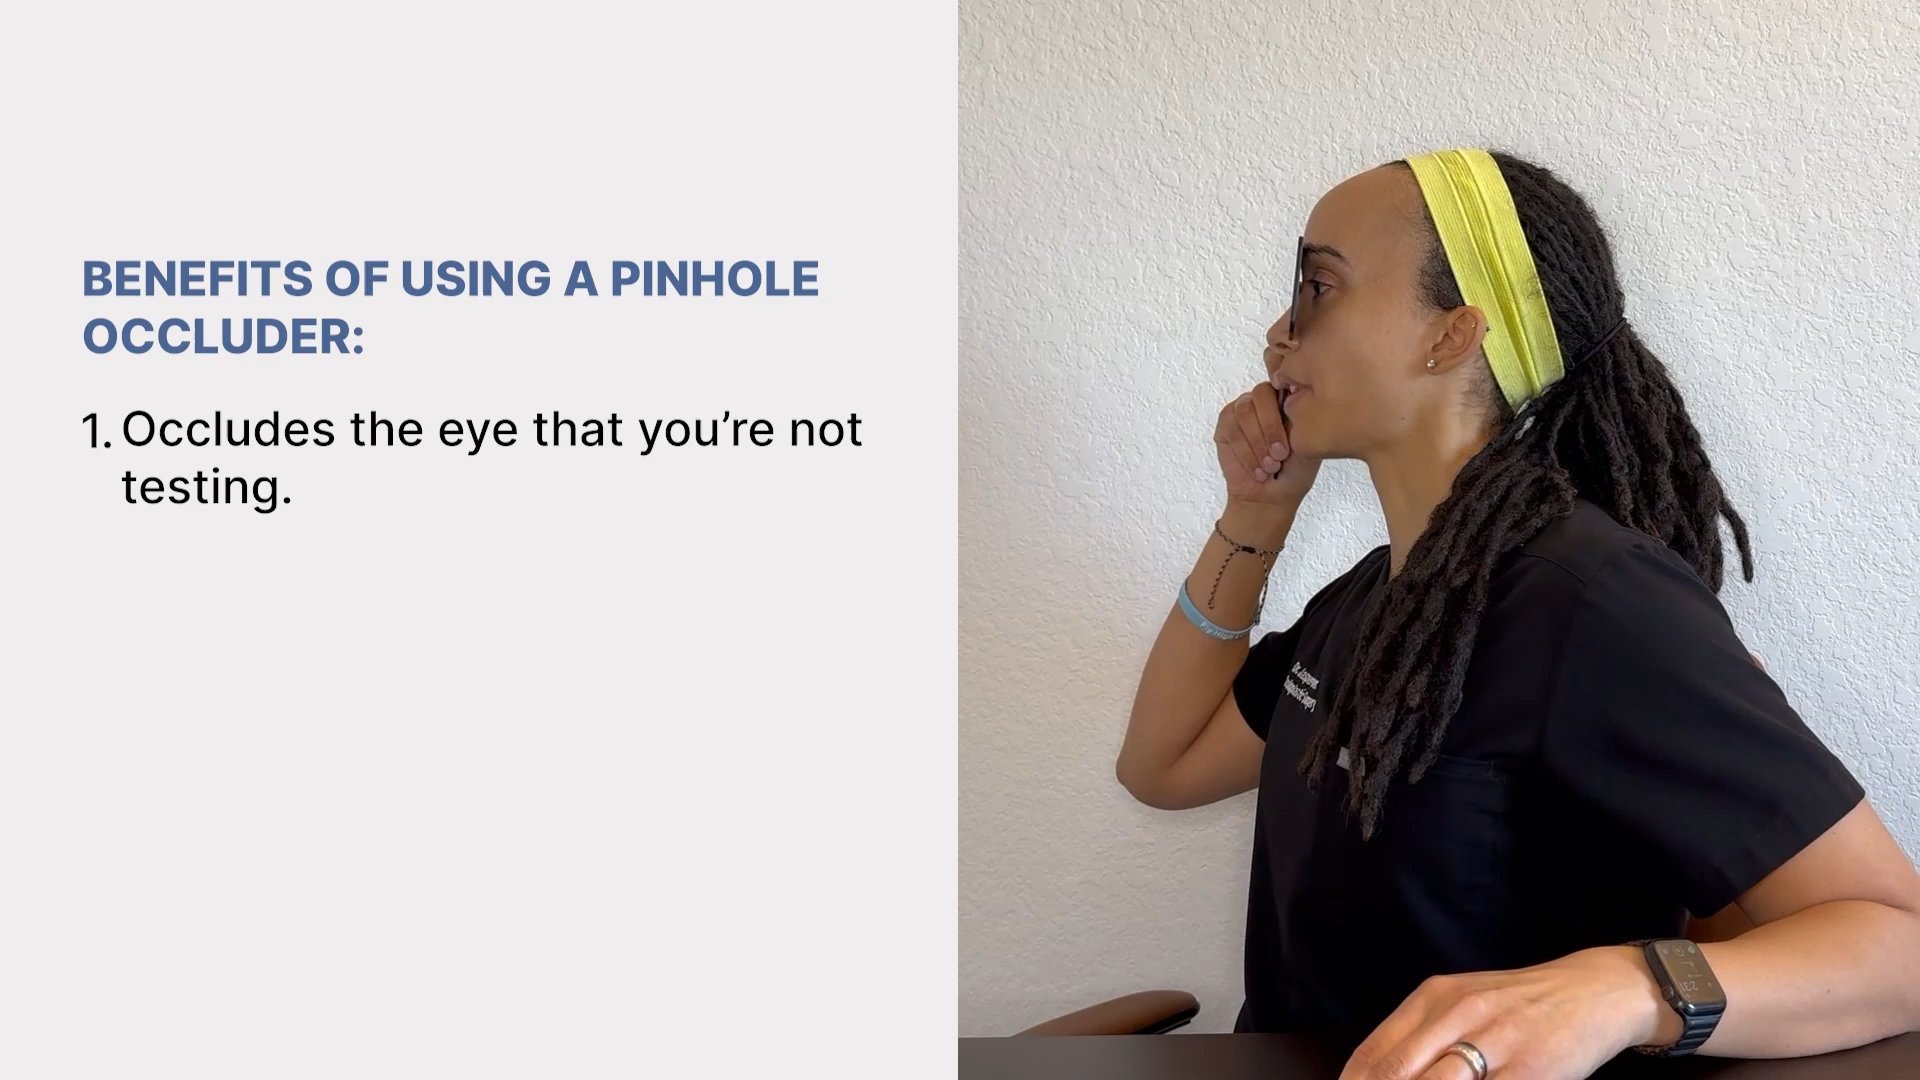 BENEFITS OF USING A PINHOLE
OCCLUDER:
1. Occludes the eye that you’re not
testing.